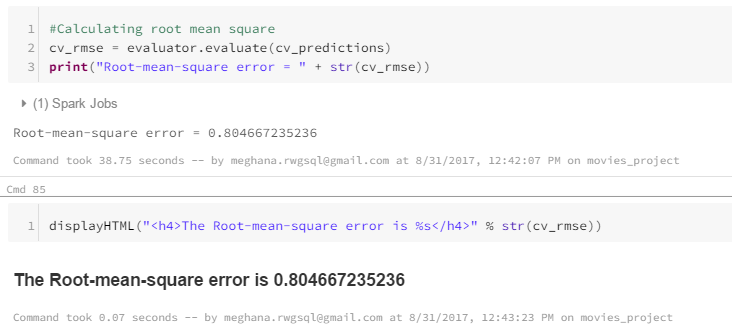 1 #Calculating root mean square
2 cv_rmse = evaluator.evaluate(cv_predictions)
3 print("Root-mean-square error = " + str(cv_rmse))
(1) Spark Jobs
Root-mean-square error = 0.804667235236
Command took 38.75 seconds -- by meghana.rwgsql@gmail.com at 8/31/2017, 12:42:07 PM on movies_project
Cmd 85
1 displayHTML("<h4>The Root-mean-square error is %s</h4>" % str(cv_rmse))
The Root-mean-square error is 0.804667235236
Command took 0.07 seconds -- by meghana.rwgsql@gmail.com at 8/31/2017, 12:43:23 PM on movies_project